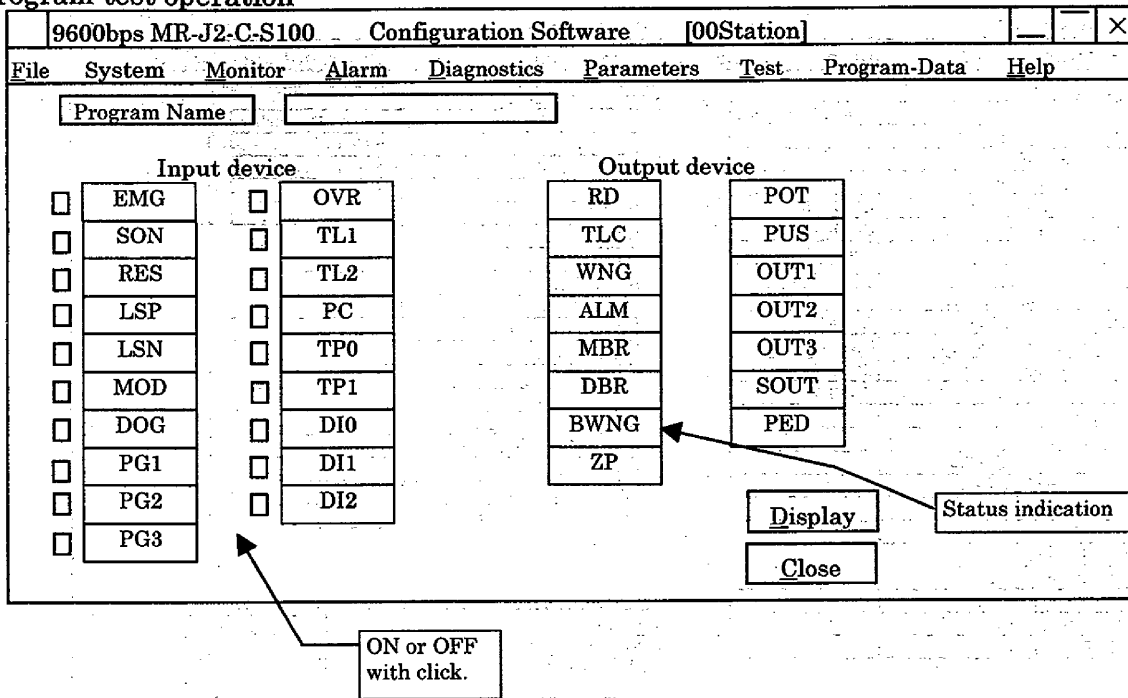 rogram test operation
9600bps MR-J2-C-S100 Configuration Software [00Station]
File System Monitor Alarm Diagnostics Parameters Test Program-Data Help
Program Name
Input device
Output device
EMG OVR RD POT
SON TL1 TLC PUS
RES TL2 WNG OUT1
LSP PC ALM OUT2
LSN TP0 MBR OUT3
MOD TP1 DBR SOUT
DOG DI0 BWNG PED
PG1 DI1 ZP
PG2 DI2
PG3
Display
Status indication
Close
ON or OFF
with click.